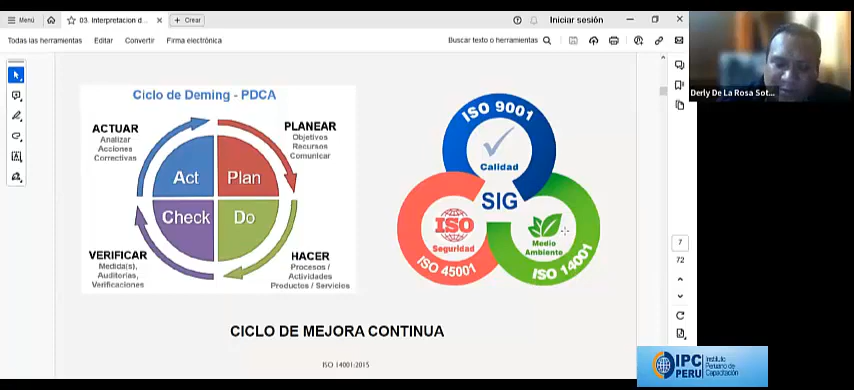 Menú
03. Interpretacion d...
+ Crear
Iniciar sesión
Todas las herramientas
Editar
Convertir
Firma electrónica
Buscar texto o herramientas
Derly De La Rosa Sot...
Ciclo de Deming - PDCA
ACTUAR
Analizar
Acciones
Correctivas
PLANEAR
Objetivos
Recursos
Comunicar
Act
Plan
Check
Do
VERIFICAR
Medida(s),
Auditorías,
Verificaciones
HACER
Procesos /
Actividades
Productos / Servicios
ISO 9001
Calidad
SIG
ISO
Seguridad
ISO 45001
Medio
Ambiente
ISO 14001
7
72
CICLO DE MEJORA CONTINUA
ISO 14001:2015
IPC
PERU
Instituto
Peruano de
Capacitación